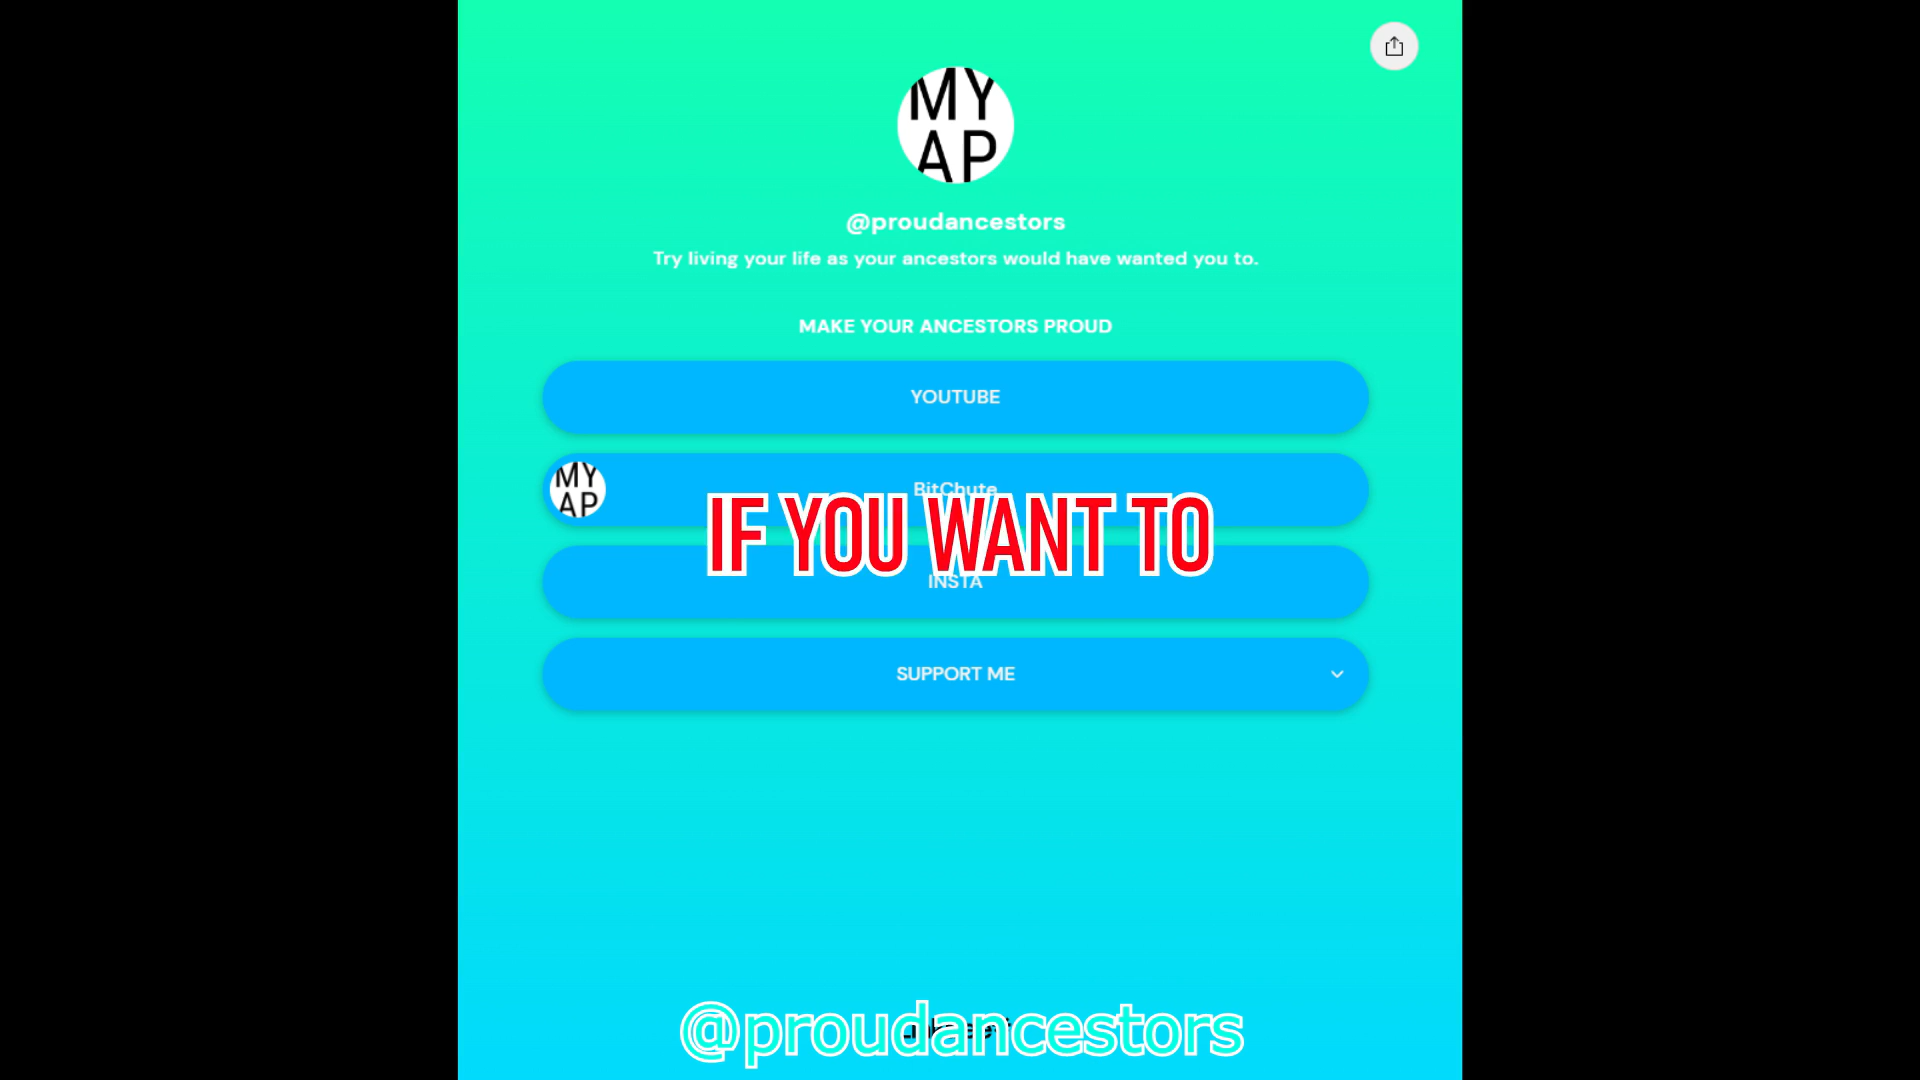 MY
AP
@proudancestors
Try living your life as your ancestors would have wanted you to.
MAKE YOUR ANCESTORS PROUD
YOUTUBE
MY
AP
BitChute
IF YOU WANT TO
INSTA
SUPPORT ME
@proudancestors